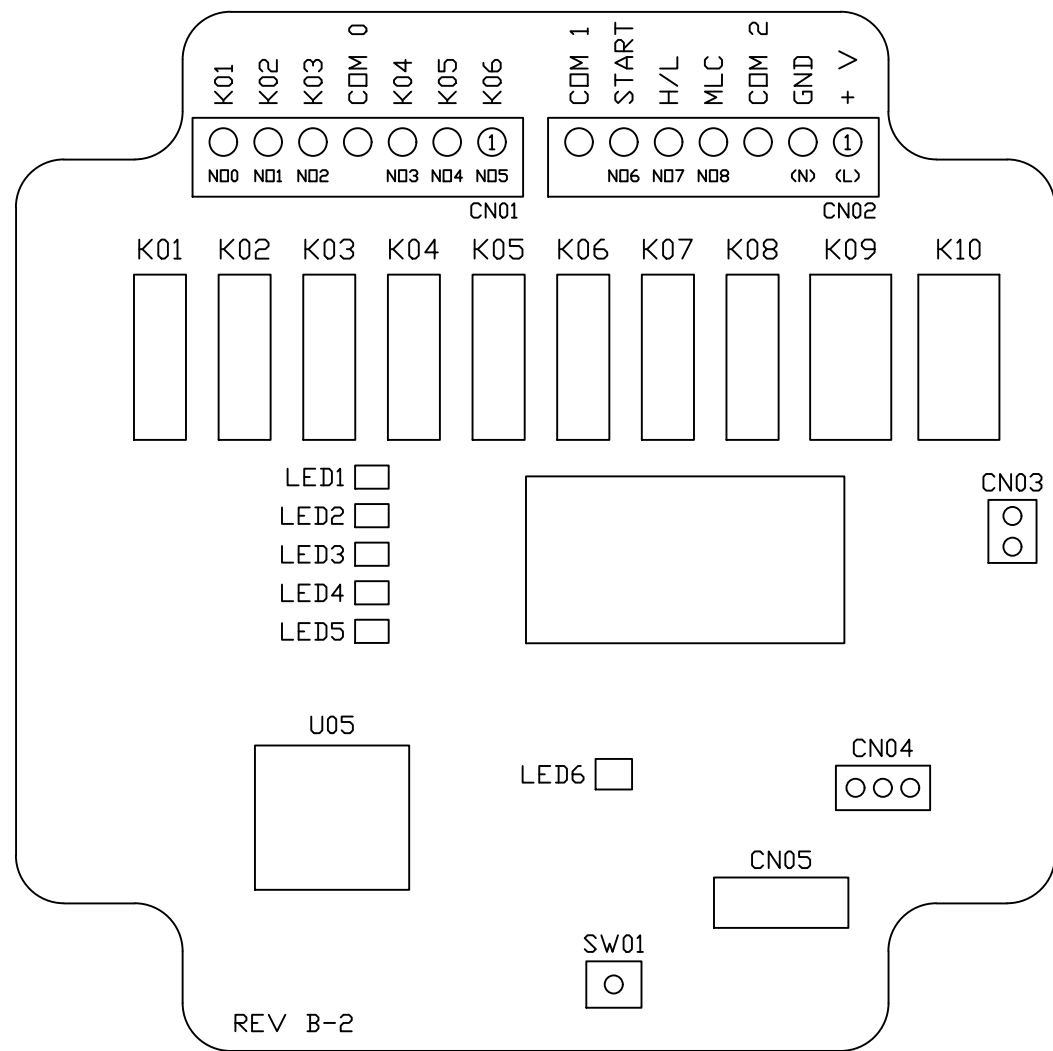 K01 K02 K03 COM 0 K04 K05 K06 COM 1 START H/L MLC COM 2 GND + V
1 1
NO0 NO1 NO2 NO3 NO4 NO5 NO6 NO7 NO8 (N) (L)
CN01 CN02
K01 K02 K03 K04 K05 K06 K07 K08 K09 K10
LED1
CN03
LED2
LED3
LED4
LED5
U05
LED6
CN04
CN05
SW01
REV B-2